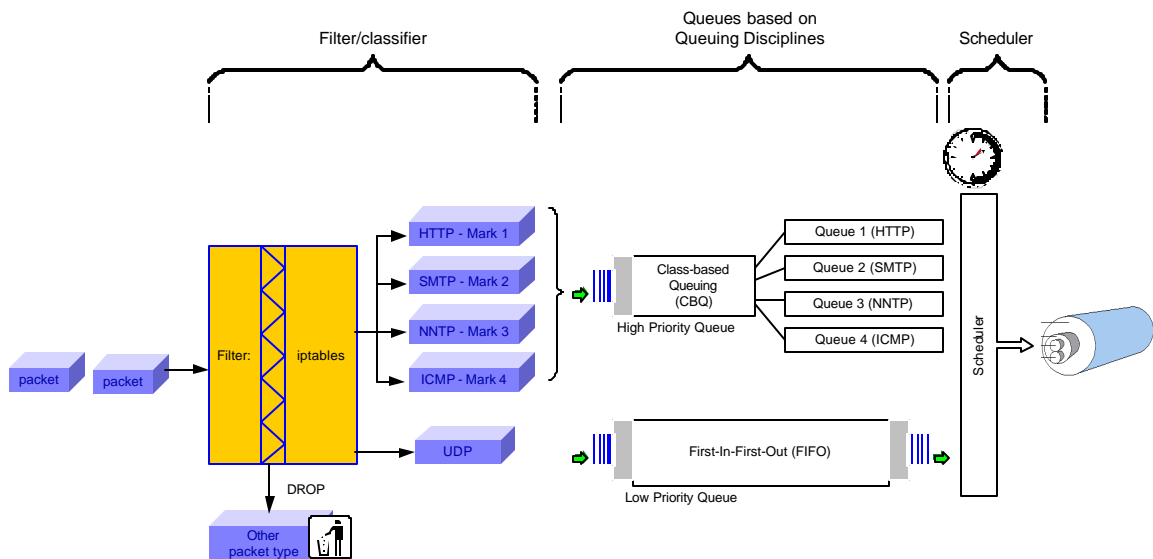 Filter/classifier
Queues based on
Queuing Disciplines
Scheduler
HTTP - Mark 1
SMTP - Mark 2
NNTP - Mark 3
ICMP - Mark 4
UDP
packet
packet
Filter:
iptables
DROP
Other
packet type
Class-based
Queuing
(CBQ)
High Priority Queue
Queue 1 (HTTP)
Queue 2 (SMTP)
Queue 3 (NNTP)
Queue 4 (ICMP)
First-In-First-Out (FIFO)
Low Priority Queue
Scheduler